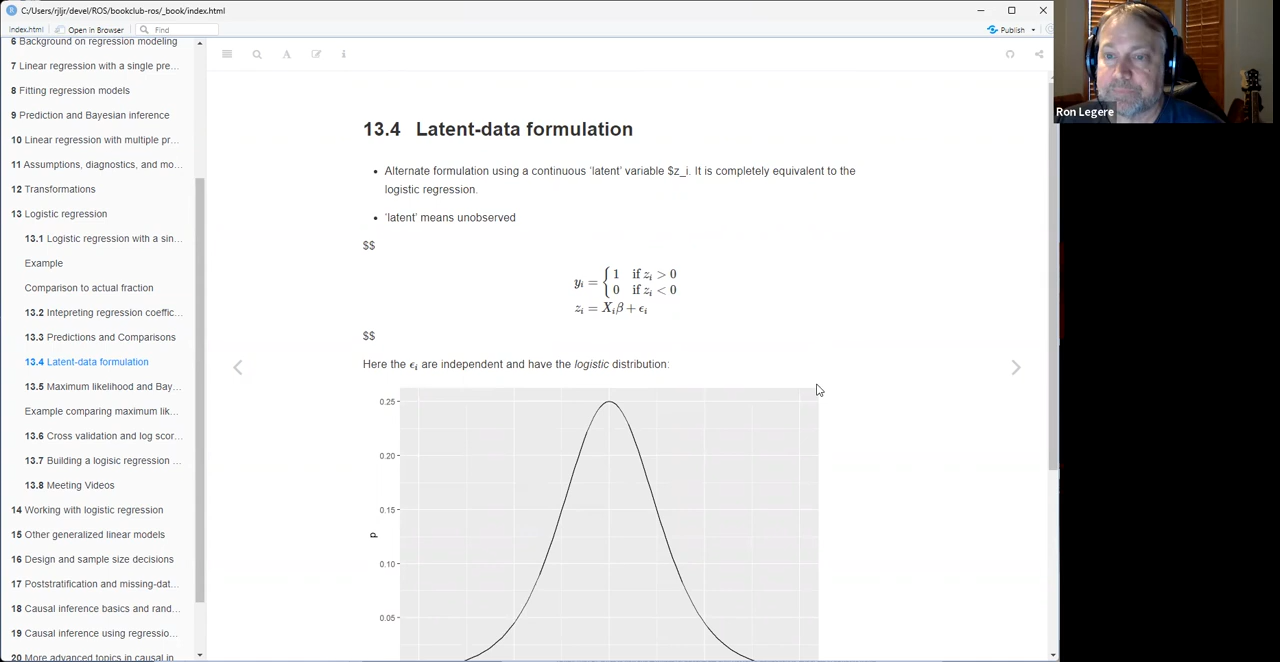 C:/Users/rjljr/devel/ROS/bookclub-ros/_book/index.html
index.html Open in Browser Find Publish
6 Background on regression modeling
7 Linear regression with a single pre...
8 Fitting regression models
9 Prediction and Bayesian inference
10 Linear regression with multiple pr...
11 Assumptions, diagnostics, and mo...
12 Transformations
13 Logistic regression
13.1 Logistic regression with a sin...
Example
Comparison to actual fraction
13.2 Intepreting regression coeffic...
13.3 Predictions and Comparisons
13.4 Latent-data formulation
13.5 Maximum likelihood and Bay...
Example comparing maximum lik...
13.6 Cross validation and log scor...
13.7 Building a logisic regression ...
13.8 Meeting Videos
14 Working with logistic regression
15 Other generalized linear models
16 Design and sample size decisions
17 Poststratification and missing-dat...
18 Causal inference basics and rand...
19 Causal inference using regressio...
20 More advanced topics in causal in
13.4 Latent-data formulation
• Alternate formulation using a continuous 'latent' variable $z_i. It is completely equivalent to the
logistic regression.
• 'latent' means unobserved
$$
yᵢ = { 1 if zᵢ > 0
0 if zᵢ < 0
zᵢ = Xᵢβ + ϵᵢ
$$
Here the ϵᵢ are independent and have the logistic distribution:
0.25
0.20
0.15
0.10
0.05
p
Ron Legere